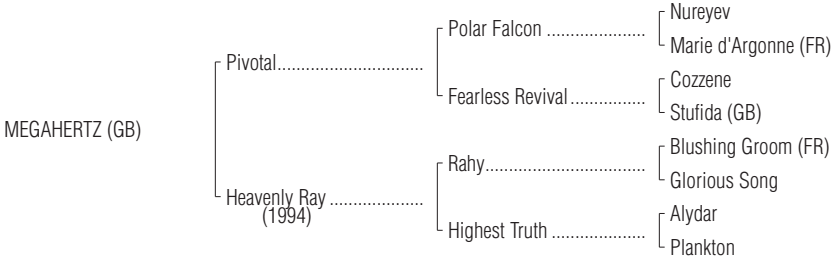 Nureyev
Polar Falcon ......................
Marie d'Argonne (FR)
Pivotal...............................
Cozzene
Fearless Revival................
Stufida (GB)
MEGAHERTZ (GB)
Blushing Groom (FR)
Rahy..................................
Glorious Song
Heavenly Ray ....................
(1994)
Alydar
Highest Truth ....................
Plankton